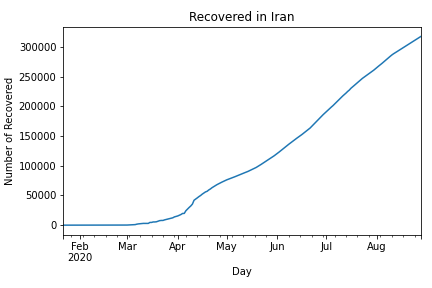 Recovered in Iran
Number of Recovered
300000
250000
200000
150000
100000
50000
0
Feb Mar Apr May Jun Jul Aug
2020
Day